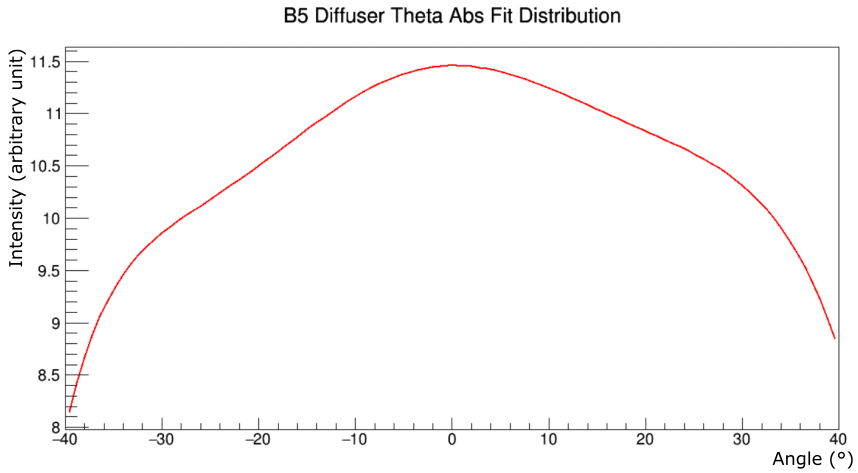 B5 Diffuser Theta Abs Fit Distribution
Intensity (arbitrary unit)
11.5
11
10.5
10
9.5
9
8.5
8
−40 −30 −20 −10 0 10 20 30 40
Angle (°)